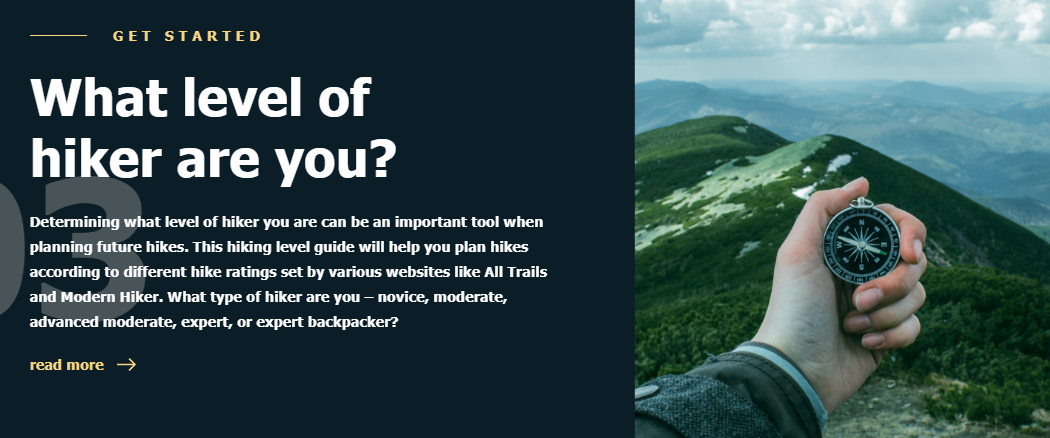 GET STARTED
What level of
hiker are you?
03
Determining what level of hiker you are can be an important tool when
planning future hikes. This hiking level guide will help you plan hikes
according to different hike ratings set by various websites like All Trails
and Modern Hiker. What type of hiker are you – novice, moderate,
advanced moderate, expert, or expert backpacker?
read more
N
E
S
W